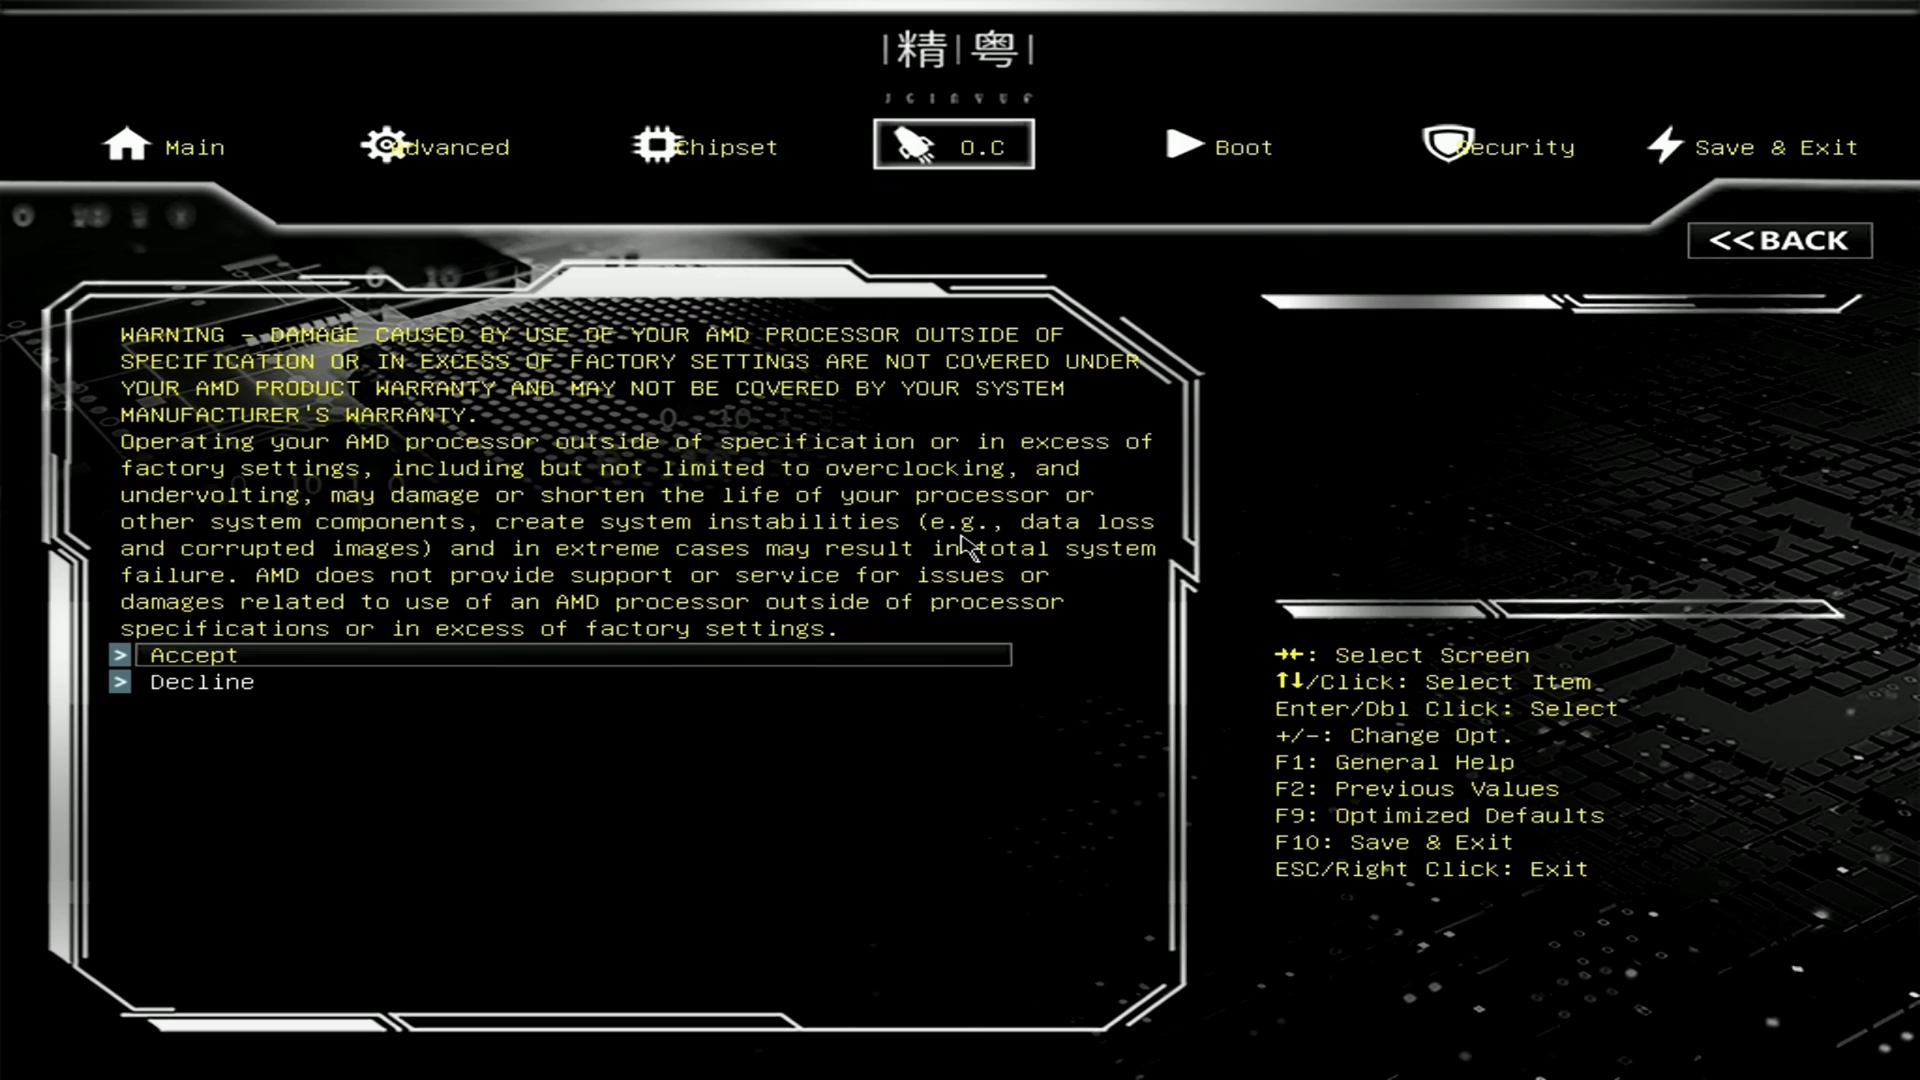 精 粤
Main
Advanced
Chipset
O.C
Boot
Security
Save & Exit
<<BACK
WARNING - DAMAGE CAUSED BY USE OF YOUR AMD PROCESSOR OUTSIDE OF
SPECIFICATION OR IN EXCESS OF FACTORY SETTINGS ARE NOT COVERED UNDER
YOUR AMD PRODUCT WARRANTY AND MAY NOT BE COVERED BY YOUR SYSTEM
MANUFACTURER'S WARRANTY.
Operating your AMD processor outside of specification or in excess of
factory settings, including but not limited to overclocking, and
undervolting, may damage or shorten the life of your processor or
other system components, create system instabilities (e.g., data loss
and corrupted images) and in extreme cases may result in total system
failure. AMD does not provide support or service for issues or
damages related to use of an AMD processor outside of processor
specifications or in excess of factory settings.
> Accept
> Decline
→←: Select Screen
↑↓/Click: Select Item
Enter/Dbl Click: Select
+/-: Change Opt.
F1: General Help
F2: Previous Values
F9: Optimized Defaults
F10: Save & Exit
ESC/Right Click: Exit